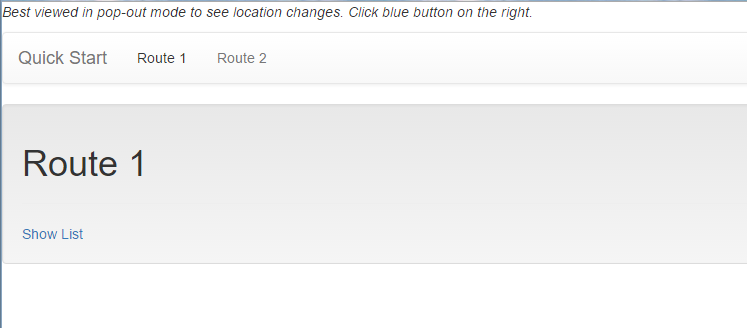 Best viewed in pop-out mode to see location changes. Click blue button on the right.
Quick Start Route 1 Route 2
Route 1
Show List